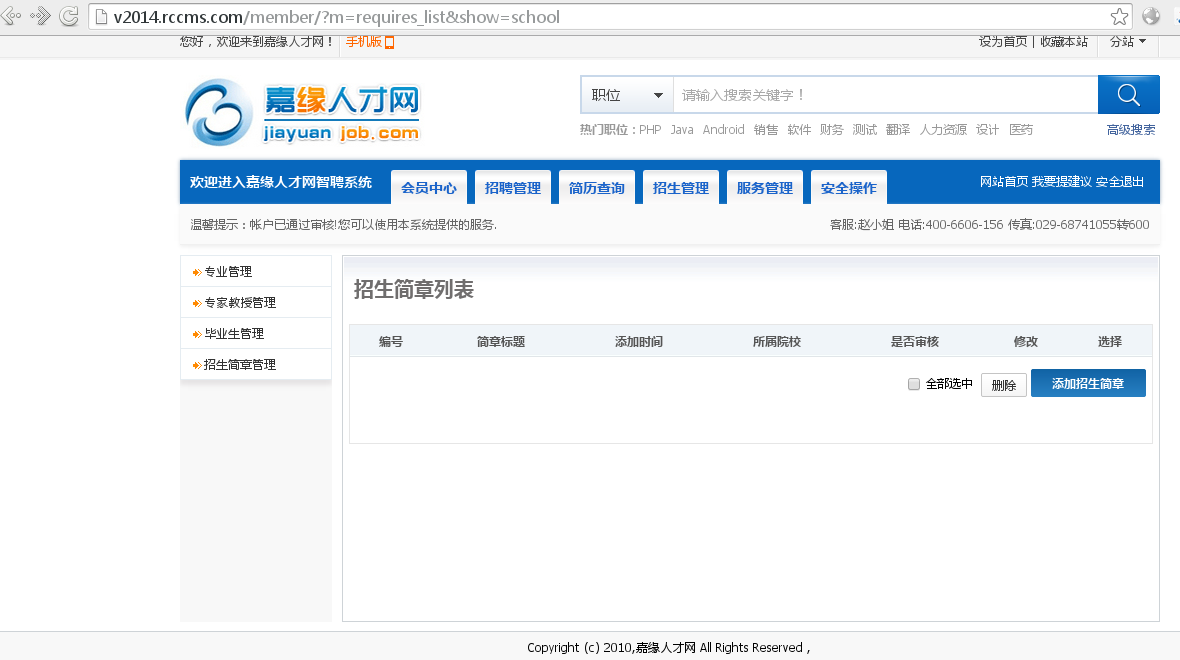 v2014.rccms.com/member/?m=requires_list&show=school
您好，欢迎来到嘉缘人才网！ 手机版 设为首页 | 收藏本站 分站
嘉缘人才网
jiayuan job.com
职位 请输入搜索关键字！
热门职位：PHP Java Android 销售 软件 财务 测试 翻译 人力资源 设计 医药 高级搜索
欢迎进入嘉缘人才网智聘系统 会员中心 招聘管理 简历查询 招生管理 服务管理 安全操作 网站首页 我要提建议 安全退出
温馨提示：帐户已通过审核!您可以使用本系统提供的服务. 客服:赵小姐 电话:400-6606-156 传真:029-68741055转600
专业管理
专家教授管理
毕业生管理
招生简章管理
招生简章列表
编号 简章标题 添加时间 所属院校 是否审核 修改 选择
全部选中 删除 添加招生简章
Copyright (c) 2010,嘉缘人才网 All Rights Reserved ,